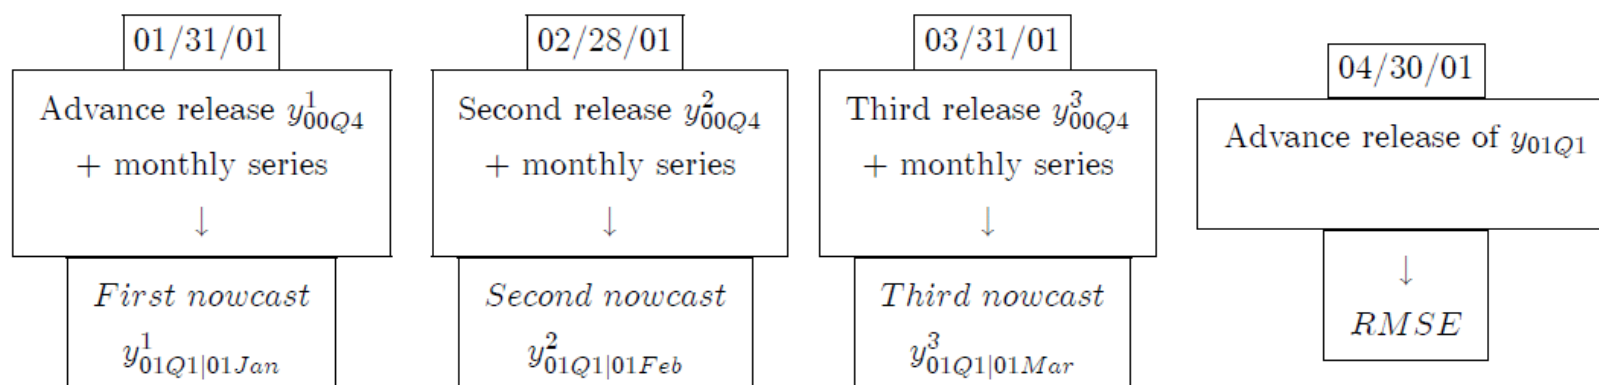 01/31/01
Advance release y^1_{00Q4}
+ monthly series
↓
First nowcast
y^1_{01Q1|01Jan}
02/28/01
Second release y^2_{00Q4}
+ monthly series
↓
Second nowcast
y^2_{01Q1|01Feb}
03/31/01
Third release y^3_{00Q4}
+ monthly series
↓
Third nowcast
y^3_{01Q1|01Mar}
04/30/01
Advance release of y_{01Q1}
↓
RMSE